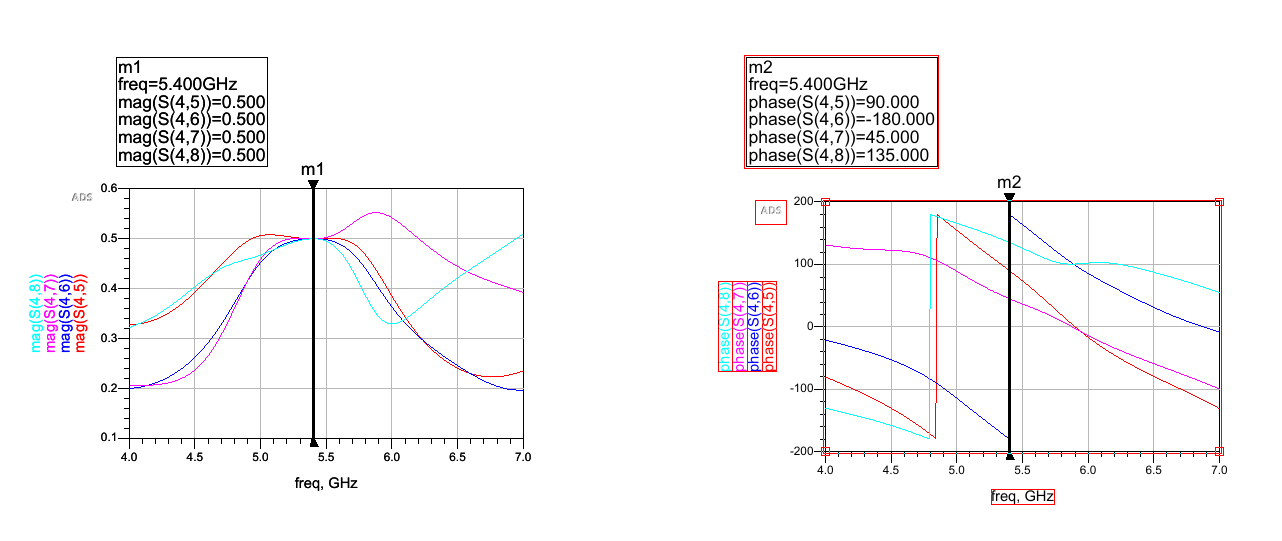 m1
freq=5.400GHz
mag(S(4,5))=0.500
mag(S(4,6))=0.500
mag(S(4,7))=0.500
mag(S(4,8))=0.500
m1
ADS
0.6
0.5
0.4
0.3
0.2
0.1
mag(S(4,8))
mag(S(4,7))
mag(S(4,6))
mag(S(4,5))
4.0 4.5 5.0 5.5 6.0 6.5 7.0
freq, GHz
m2
freq=5.400GHz
phase(S(4,5))=90.000
phase(S(4,6))=-180.000
phase(S(4,7))=45.000
phase(S(4,8))=135.000
m2
ADS
200
100
0
-100
-200
phase(S(4,8))
phase(S(4,7))
phase(S(4,6))
phase(S(4,5))
4.0 4.5 5.0 5.5 6.0 6.5 7.0
freq, GHz